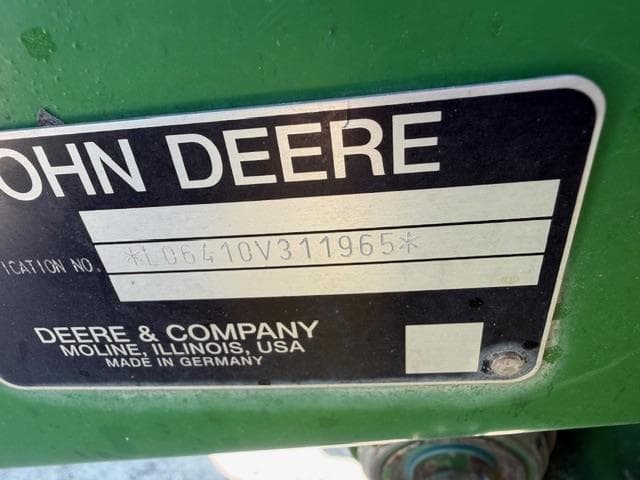 OHN DEERE
ICATION NO. *L06410V311965*
DEERE & COMPANY
MOLINE, ILLINOIS, USA
MADE IN GERMANY